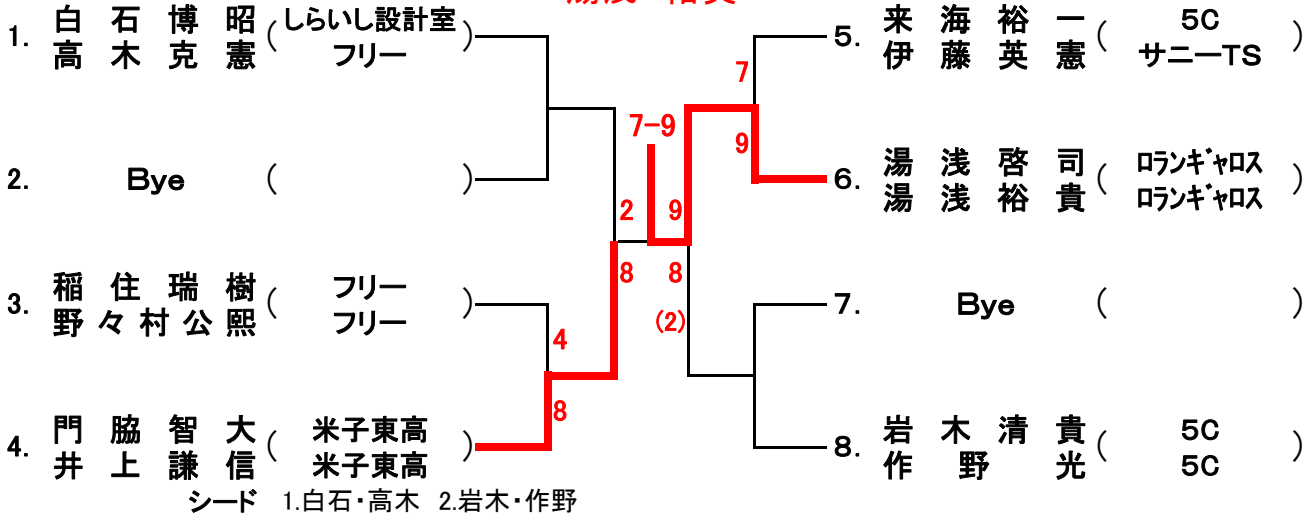 1. 白石博昭 (しらいし設計室)
高木克憲 フリー
2. Bye ( )
3. 稲住瑞樹 (フリー)
野々村公熙 フリー
4. 門脇智大 (米子東高)
井上謙信 米子東高
シード 1.白石・高木 2.岩木・作野
2
8
4
8
7-9
9
8
(2)
7
9
5. 来海裕一 (5C)
伊藤英憲 サニーTS
6. 湯浅啓司 (ロランギャロス)
湯浅裕貴 ロランギャロス
7. Bye ( )
8. 岩木清貴 (5C)
作野光 5C